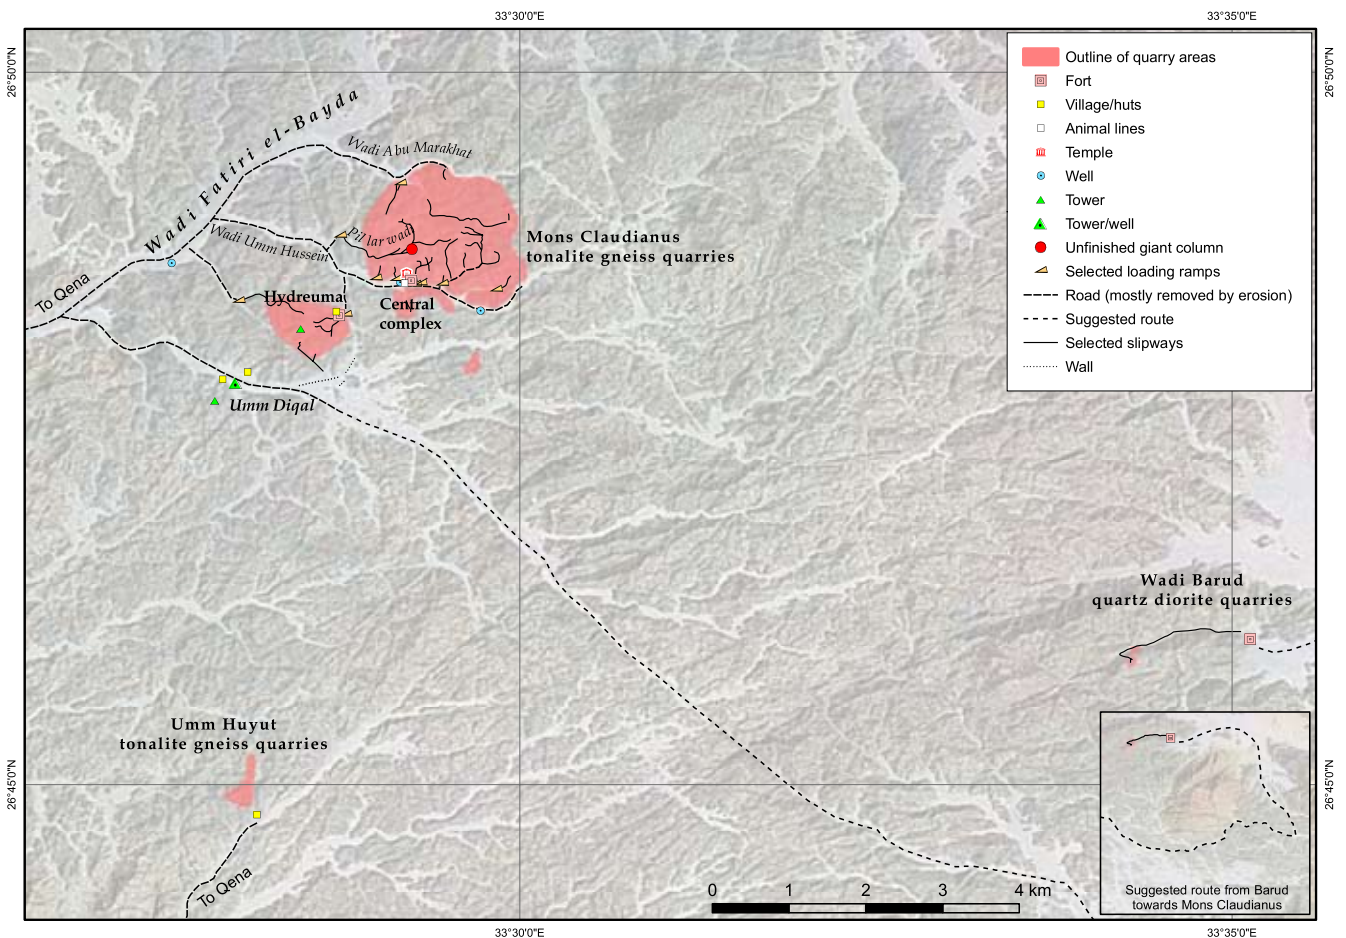 33°30'0"E
33°35'0"E
26°50'0"N
26°50'0"N
Outline of quarry areas
Fort
Village/huts
Animal lines
Temple
Well
Tower
Tower/well
Unfinished giant column
Selected loading ramps
Road (mostly removed by erosion)
Suggested route
Selected slipways
Wall
Wadi Fatiri el-Bayda
Wadi Abu Marakhat
Wadi Umm Hussein
Pillar wadi
Mons Claudianus
tonalite gneiss quarries
To Qena
Hydreuma
Central
complex
Umm Diqal
Wadi Barud
quartz diorite quarries
Umm Huyut
tonalite gneiss quarries
26°45'0"N
26°45'0"N
To Qena
0 1 2 3 4 km
Suggested route from Barud
towards Mons Claudianus
33°30'0"E
33°35'0"E